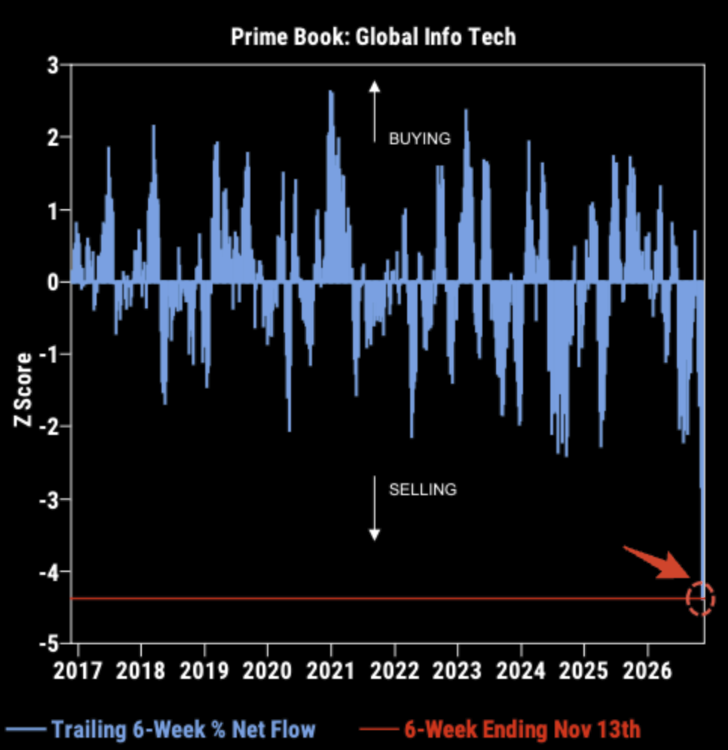 Prime Book: Global Info Tech
3
2
1
0
-1
-2
-3
-4
-5
Z Score
BUYING
SELLING
2017 2018 2019 2020 2021 2022 2023 2024 2025 2026
Trailing 6-Week % Net Flow 6-Week Ending Nov 13th